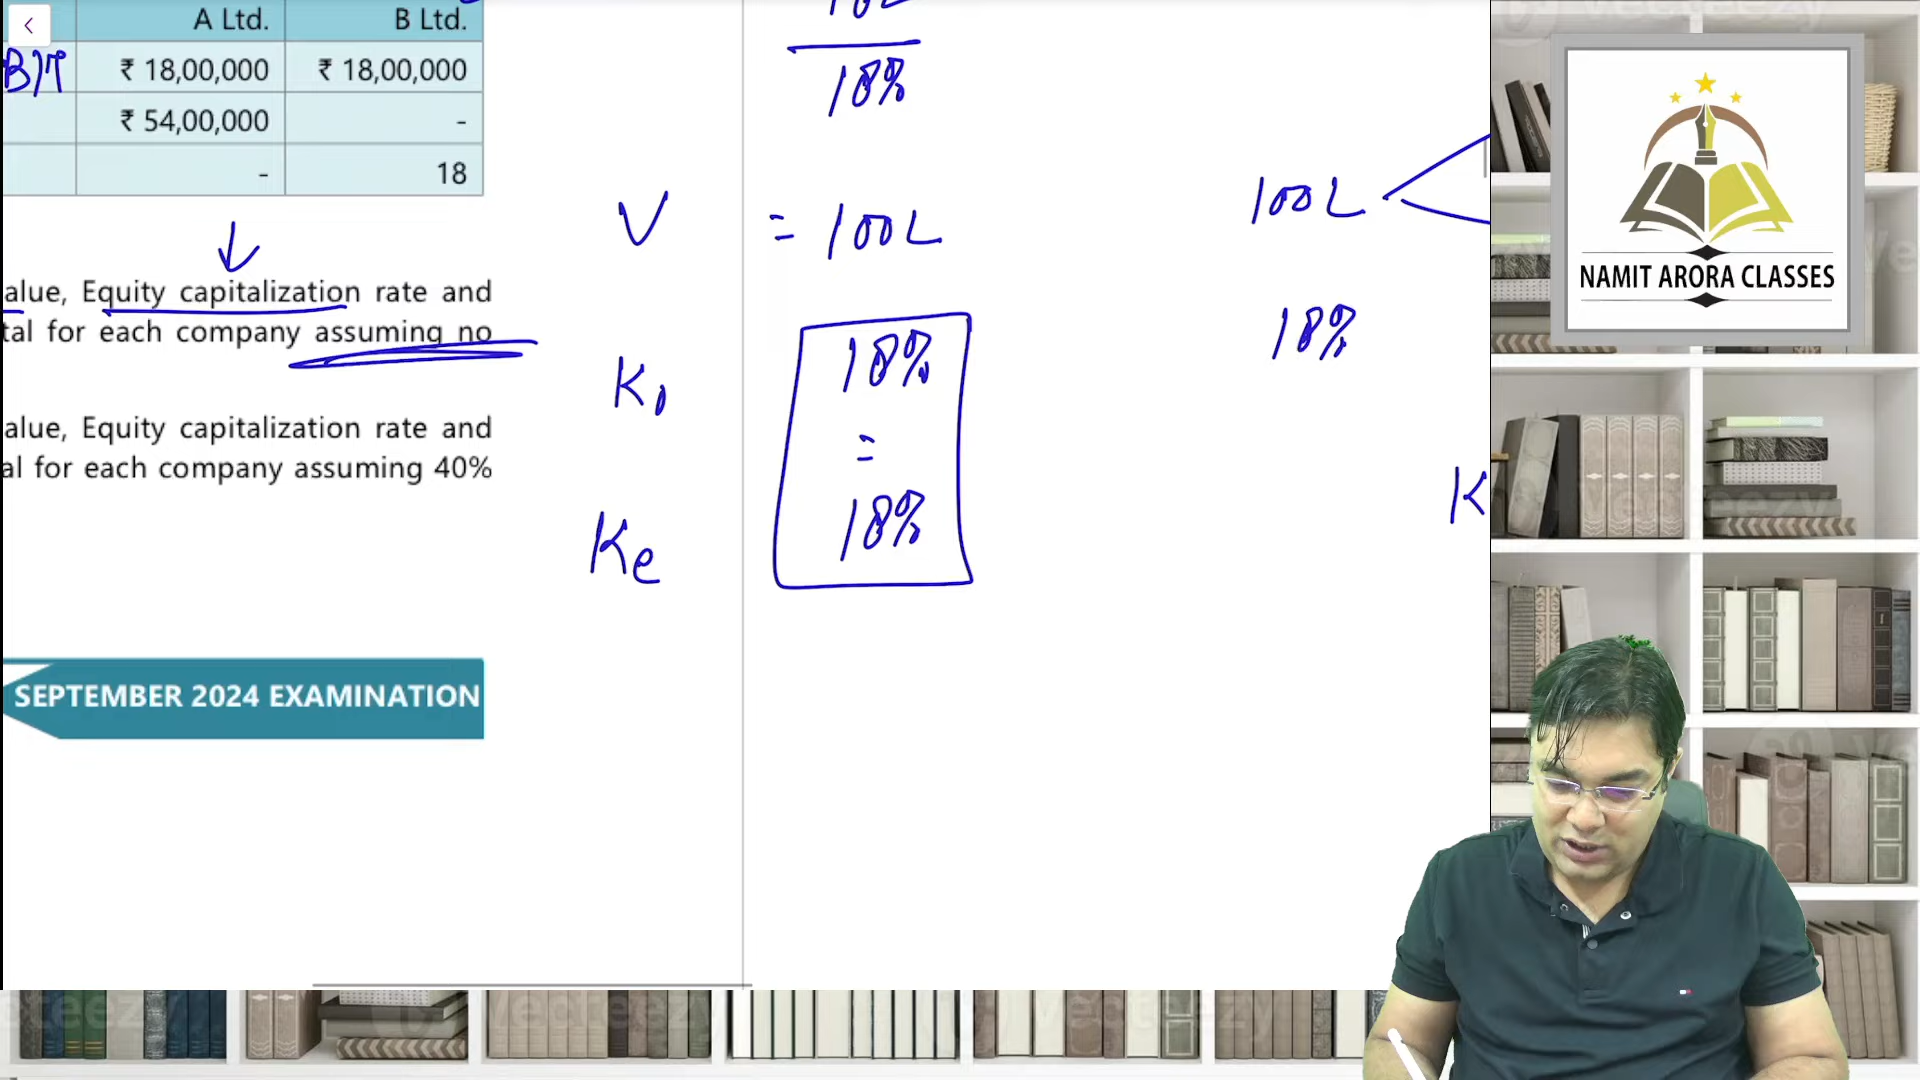 A Ltd. B Ltd.
₹ 18,00,000 ₹ 18,00,000
₹ 54,00,000 -
- 18
alue, Equity capitalization rate and
tal for each company assuming no
alue, Equity capitalization rate and
al for each company assuming 40%
SEPTEMBER 2024 EXAMINATION
18%
V = 100L
Ko 18%
=
Ke 18%
100L
18%
K
NAMIT ARORA CLASSES